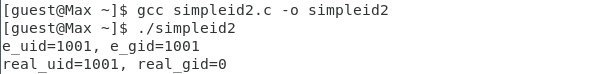 [guest@Max ~]$ gcc simpleid2.c -o simpleid2
[guest@Max ~]$ ./simpleid2
e_uid=1001, e_gid=1001
real_uid=1001, real_gid=0